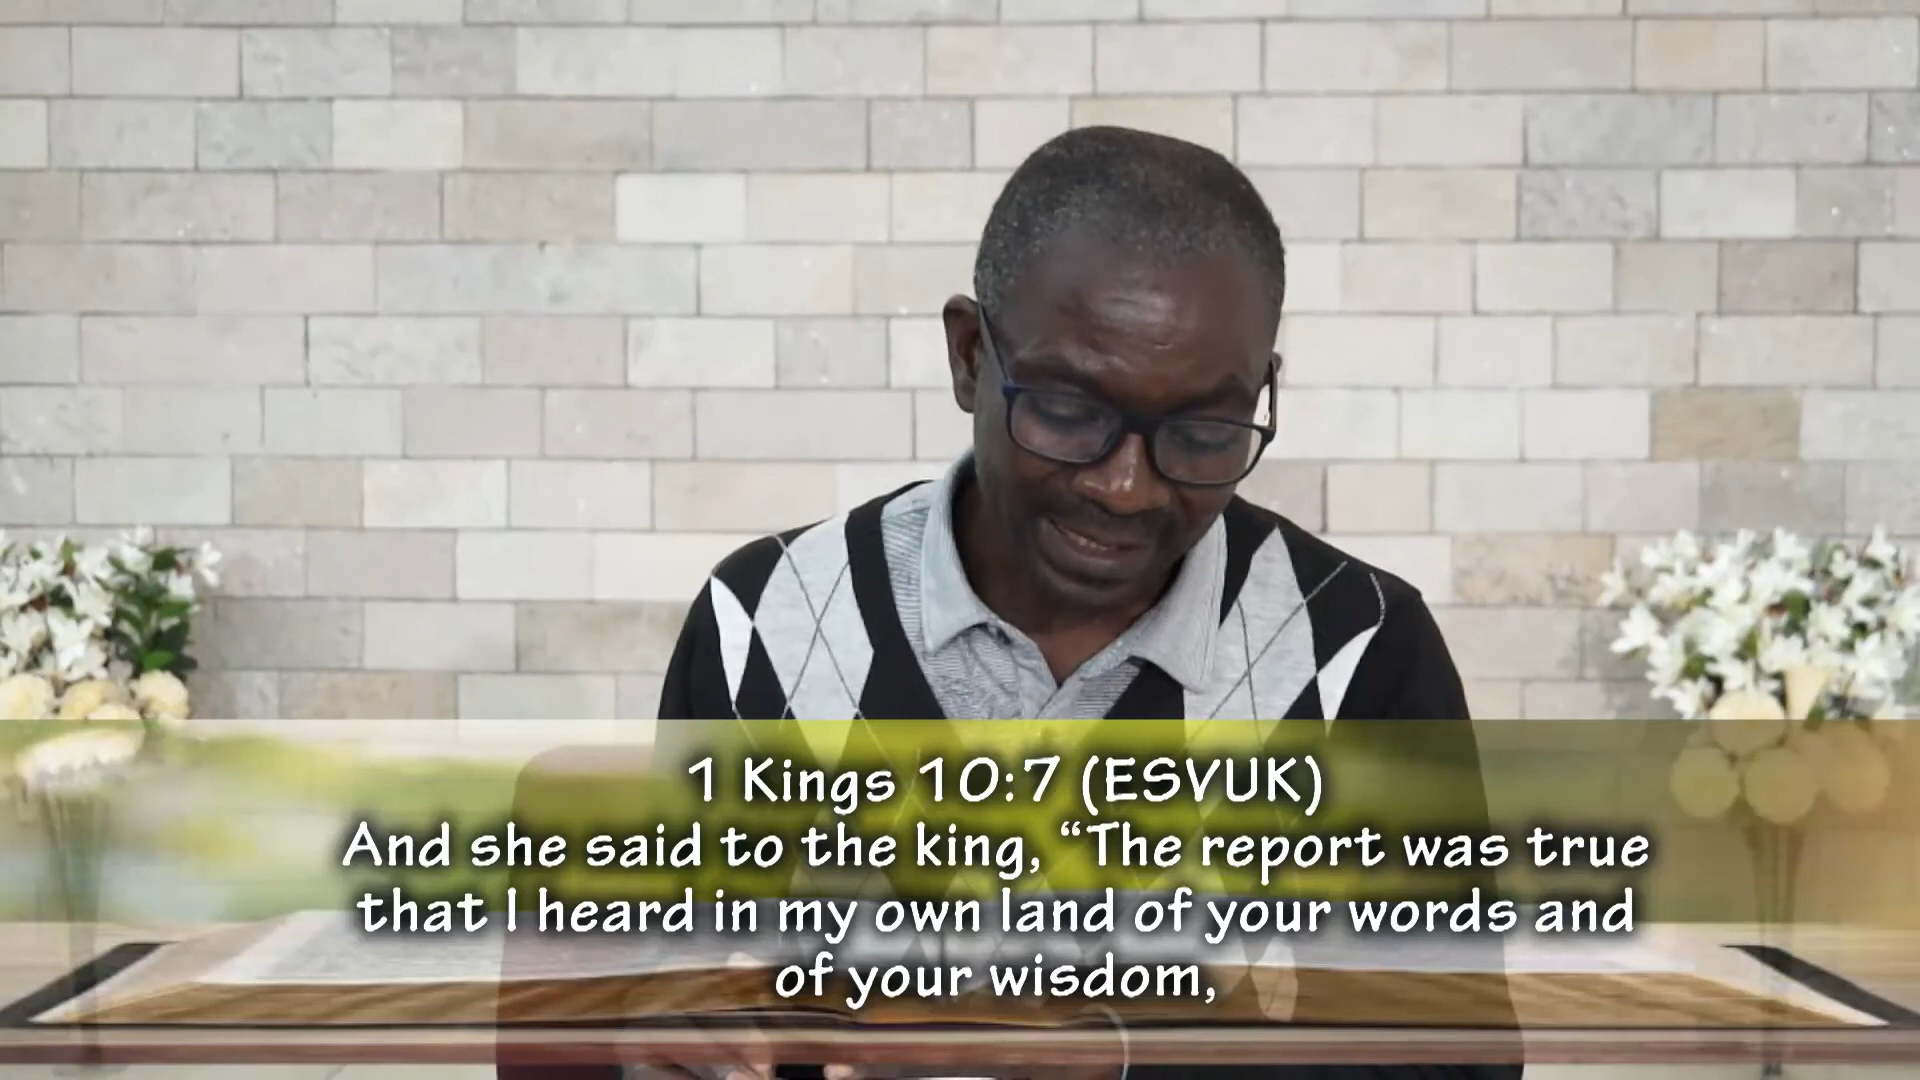 1 Kings 10:7 (ESVUK)
And she said to the king, “The report was true
that I heard in my own land of your words and
of your wisdom,